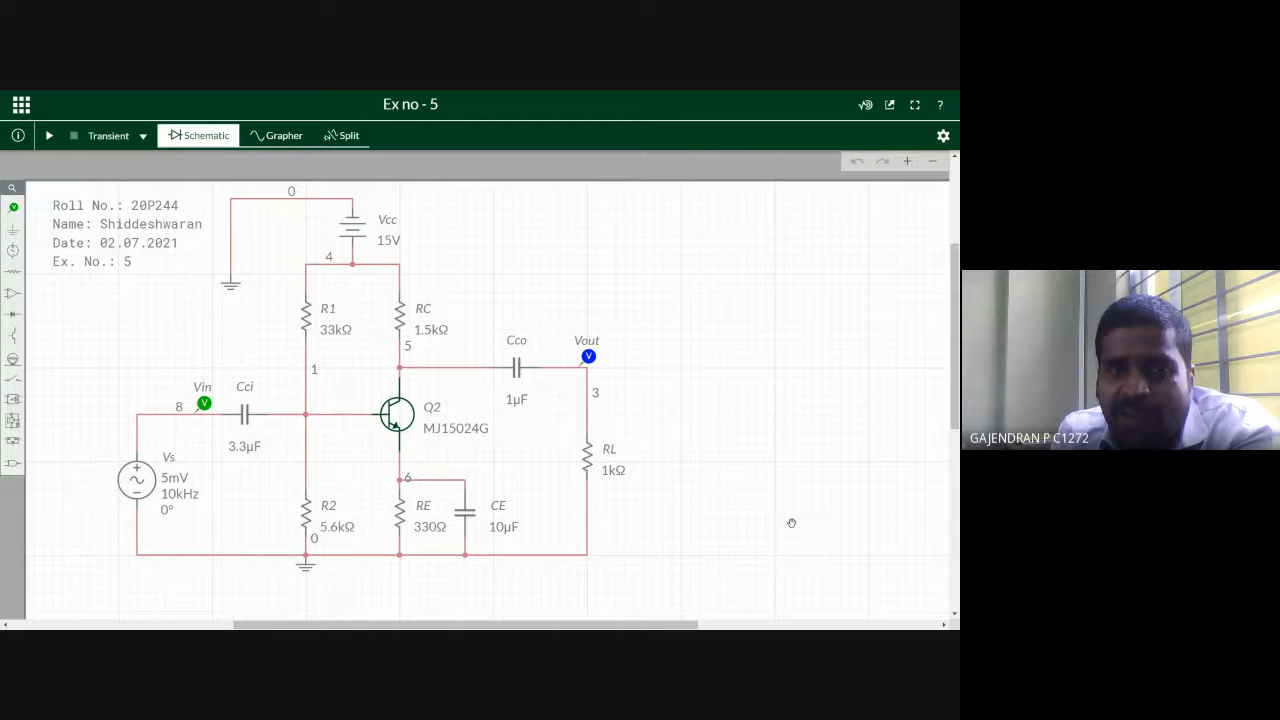 Ex no - 5
Transient
Schematic
Grapher
Split
Roll No.: 20P244
Name: Shiddeshwaran
Date: 02.07.2021
Ex. No.: 5
0
Vcc
15V
4
R1
33kΩ
RC
1.5kΩ
5
Cco
1µF
Vout
V
3
1
Vin
V
8
Cci
3.3µF
Q2
MJ15024G
RL
1kΩ
Vs
5mV
10kHz
0°
6
R2
5.6kΩ
0
RE
330Ω
CE
10µF
GAJENDRAN P C1272